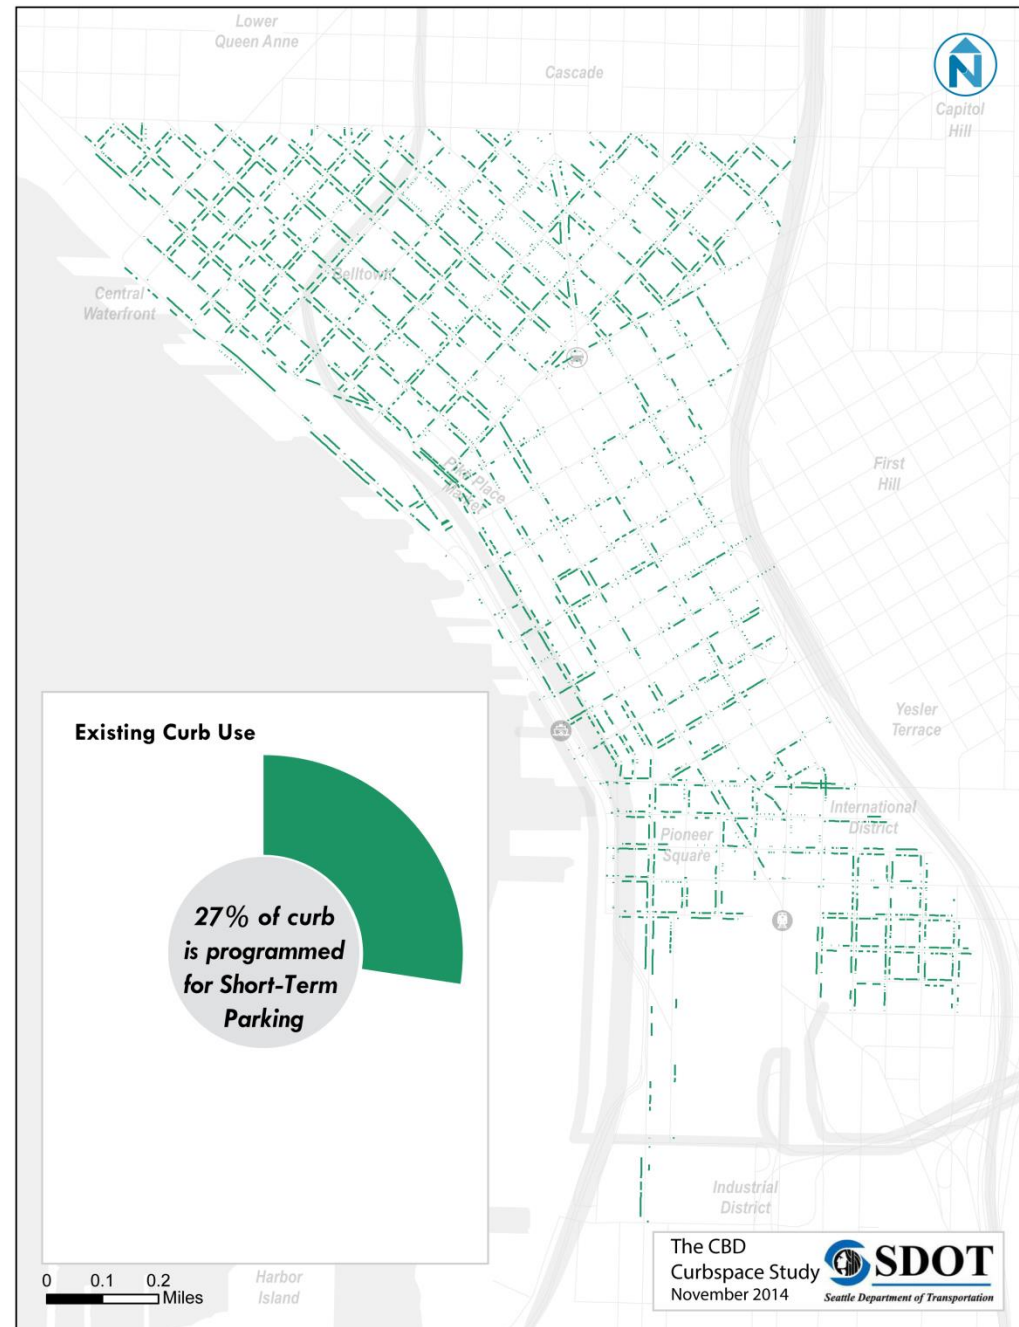 Lower
Queen Anne
Cascade
N
Capitol
Hill
Belltown
Central
Waterfront
Pike Place
Market
First
Hill
Existing Curb Use
Yesler
Terrace
27% of curb
is programmed
for Short-Term
Parking
International
District
Pioneer
Square
Industrial
District
Harbor
Island
0 0.1 0.2
Miles
The CBD
Curbspace Study
November 2014
SDOT
Seattle Department of Transportation